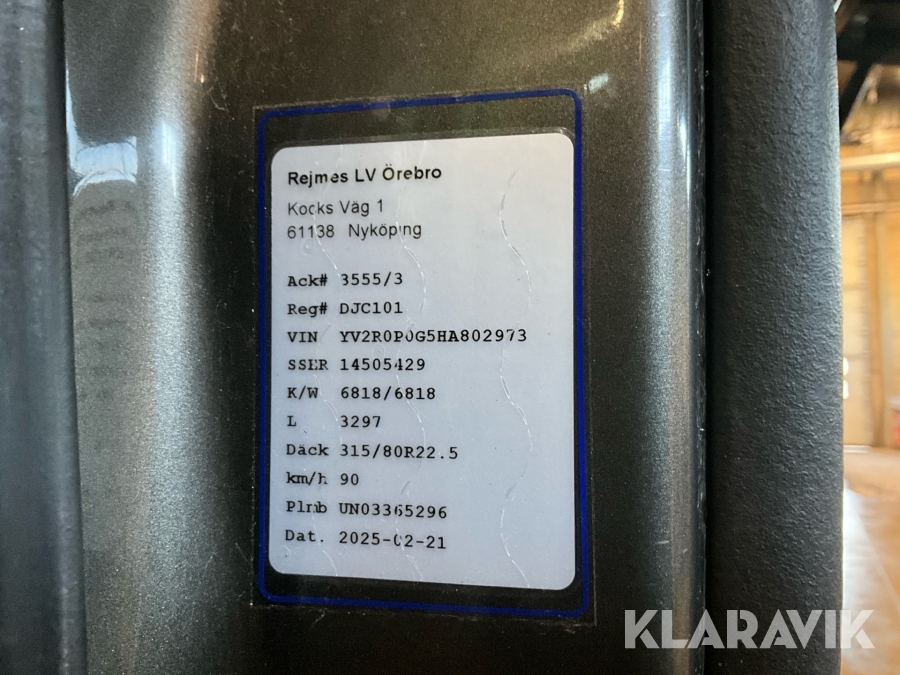 Rejmes LV Örebro
Kocks Väg 1
61138 Nyköping
Ack# 3555/3
Reg# DJC101
VIN YV2R0P0G5HA802973
SSER 14505429
K/W 6818/6818
L 3297
Däck 315/80R22.5
km/h 90
Plmb UN03365296
Dat. 2025-02-21
KLARAVIK